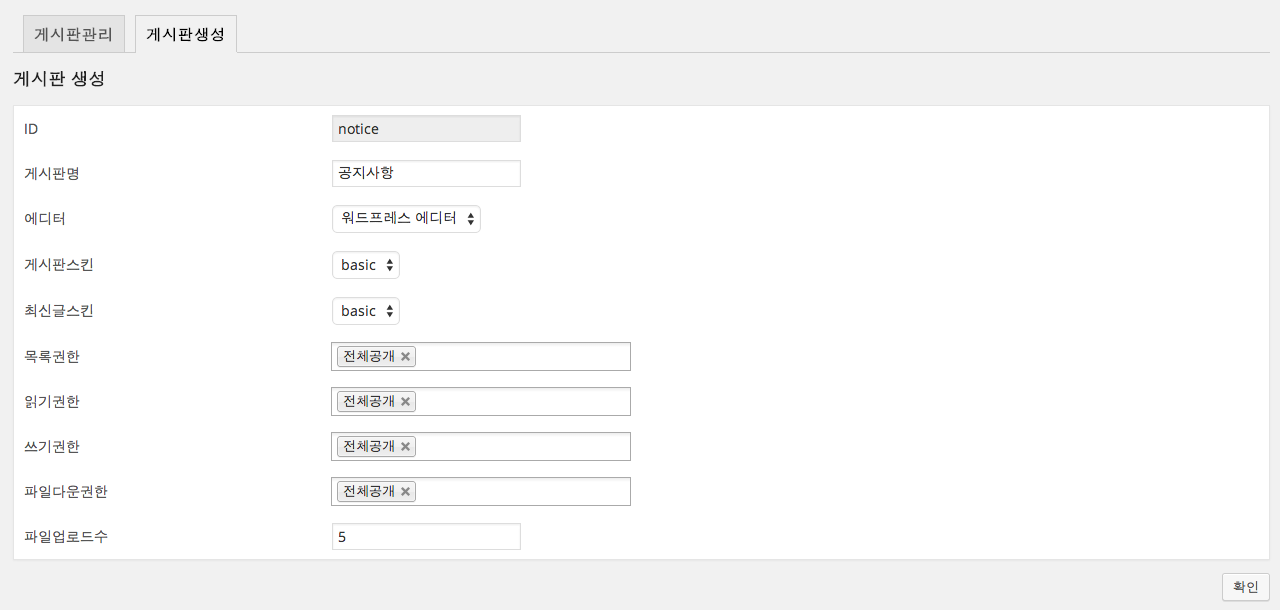 게시판관리 게시판생성
게시판 생성
ID notice
게시판명 공지사항
에디터 워드프레스 에디터
게시판스킨 basic
최신글스킨 basic
목록권한 전체공개
읽기권한 전체공개
쓰기권한 전체공개
파일다운권한 전체공개
파일업로드수 5
확인